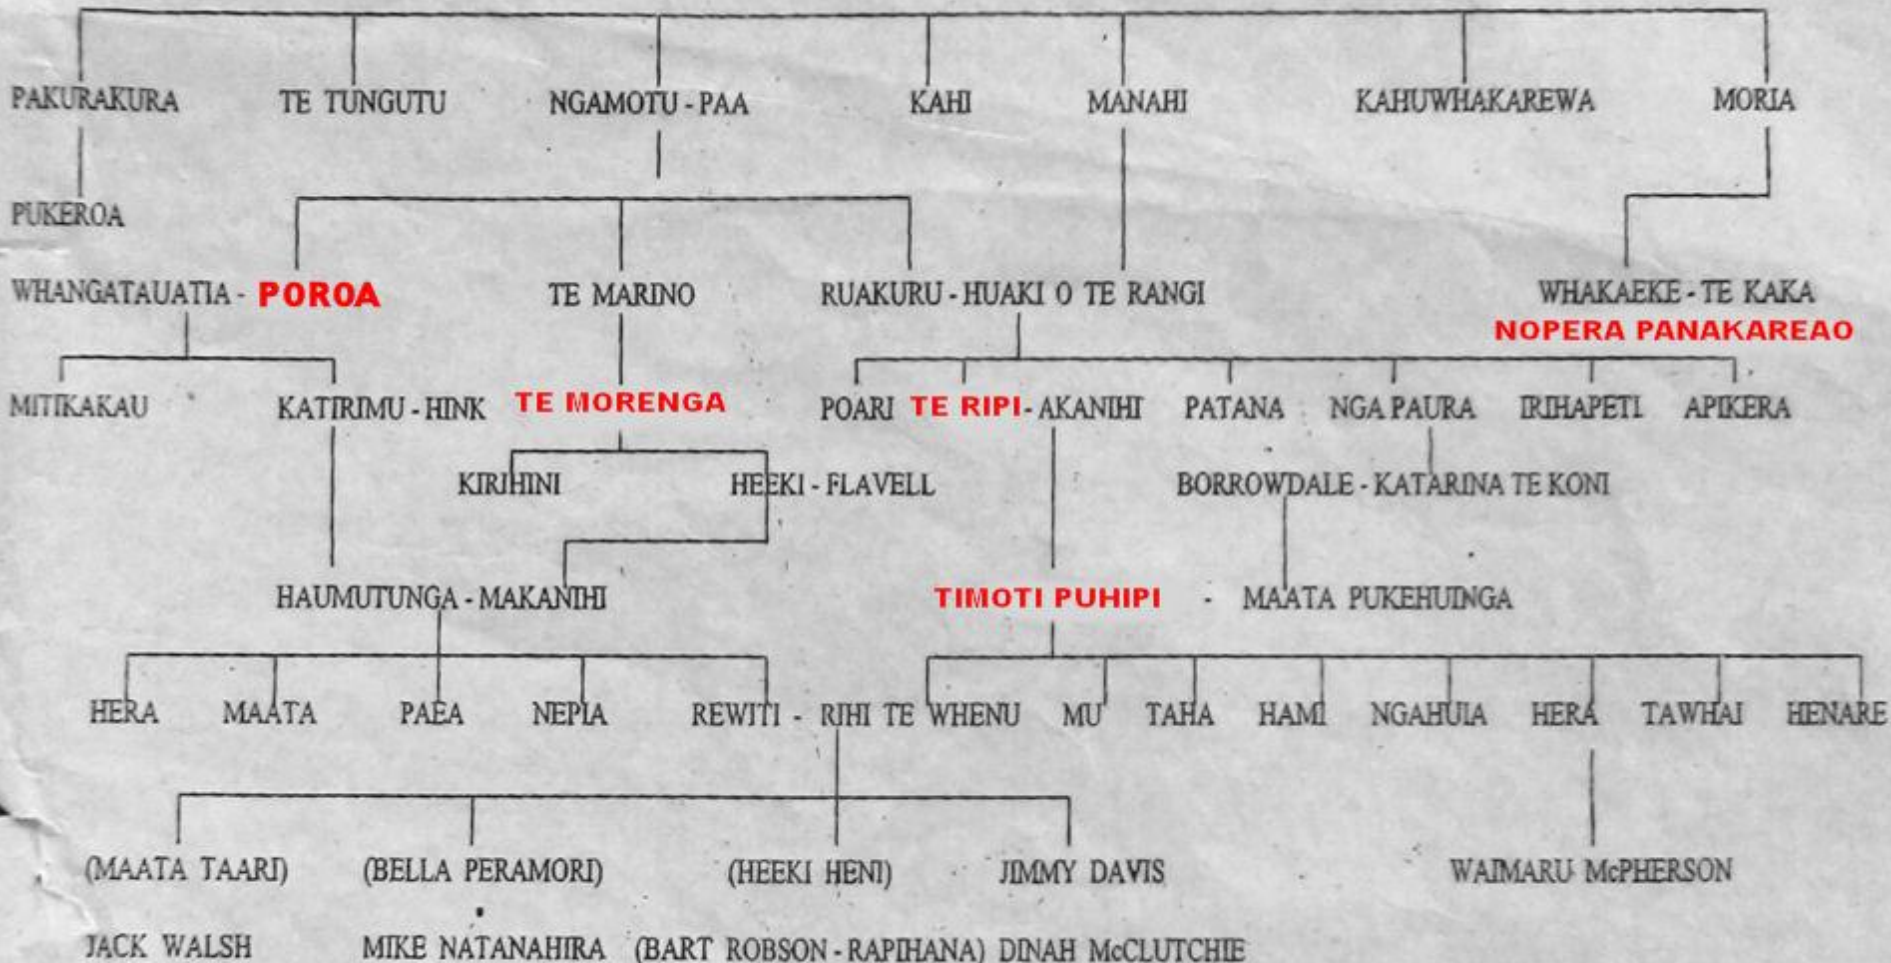 PAKURAKURA TE TUNGUTU NGAMOTU - PAA KAHI MANAHI KAHUWHAKAREWA MORIA
PUKEROA
WHANGATAUATIA - POROA TE MARINO RUAKURU - HUAKI O TE RANGI WHAKAEKE - TE KAKA
NOPERA PANAKAREAO
MITIKAKAU KATIRIMU - HINK TE MORENGA POARI TE RIPI - AKANIHI PATANA NGA PAURA IRIHAPETI APIKERA
KIRIHINI HEEKI - FLAVELL BORROWDALE - KATARINA TE KONI
HAUMUTUNGA - MAKANIHI TIMOTI PUHIPI - MAATA PUKEHUINGA
HERA MAATA PAEA NEPIA REWITI - RIHI TE WHENU MU TAHA HAMI NGAHUIA HERA TAWHAI HENARE
(MAATA TAARI) (BELLA PERAMORI) (HEEKI HENI) JIMMY DAVIS WAIMARU McPHERSON
JACK WALSH MIKE NATANAHIRA (BART ROBSON - RAPIHANA) DINAH McCLUTCHIE